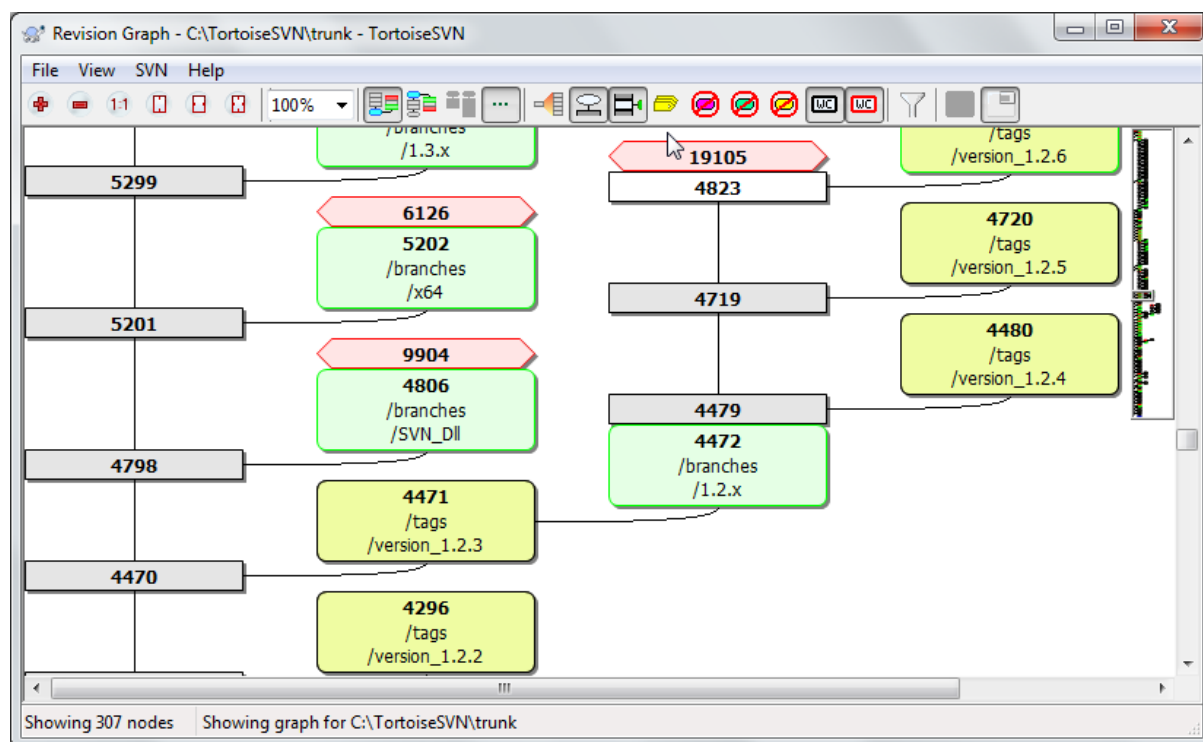 Revision Graph - C:\TortoiseSVN\trunk - TortoiseSVN
File View SVN Help
1:1 100% ... WC WC
/branches
/1.3.x
5299
6126
5202
/branches
/x64
5201
9904
4806
/branches
/SVN_Dll
4798
4471
/tags
/version_1.2.3
4470
4296
/tags
/version_1.2.2
19105
4823
4719
4479
4472
/branches
/1.2.x
/tags
/version_1.2.6
4720
/tags
/version_1.2.5
4480
/tags
/version_1.2.4
Showing 307 nodes Showing graph for C:\TortoiseSVN\trunk